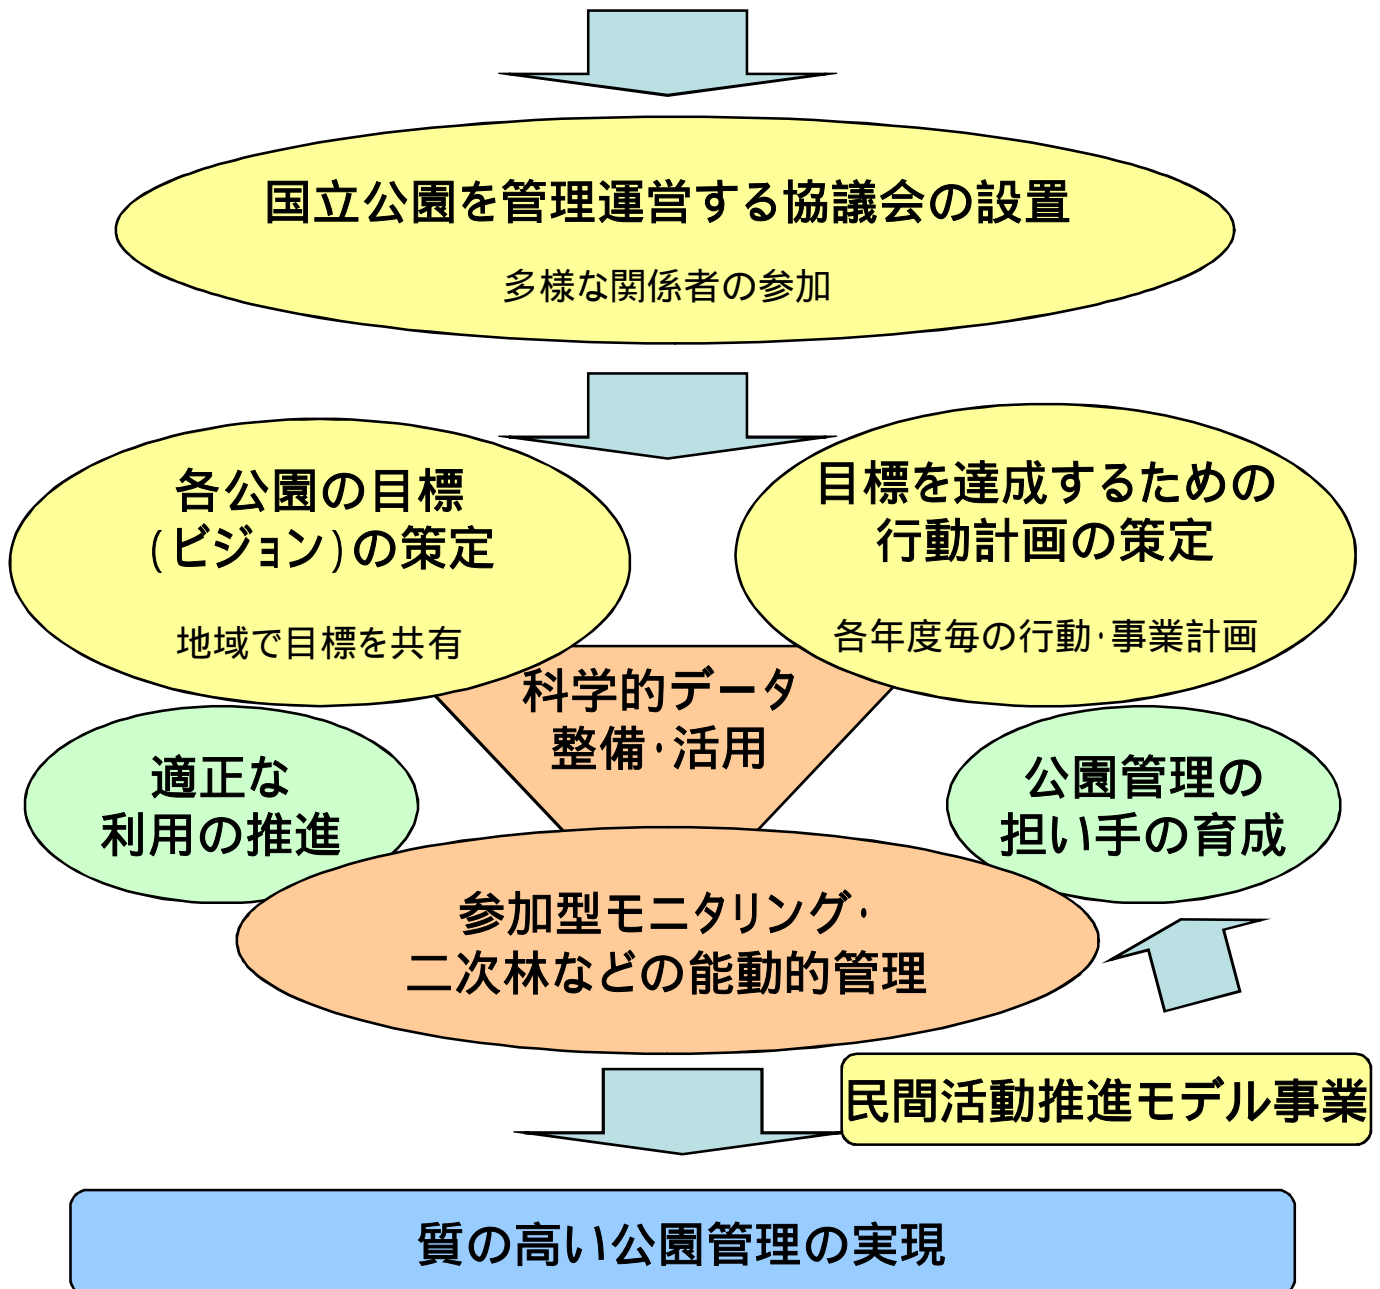 国立公園を管理運営する協議会の設置
多様な関係者の参加
各公園の目標
(ビジョン)の策定
地域で目標を共有
目標を達成するための
行動計画の策定
各年度毎の行動・事業計画
科学的データ
整備・活用
適正な
利用の推進
公園管理の
担い手の育成
参加型モニタリング・
二次林などの能動的管理
民間活動推進モデル事業
質の高い公園管理の実現